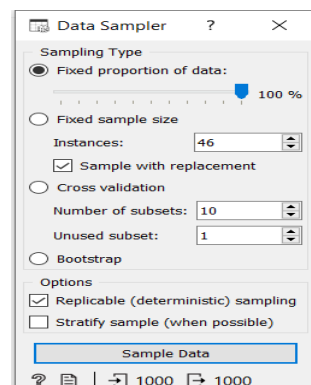 Data Sampler ? ×
Sampling Type
Fixed proportion of data:
100 %
Fixed sample size
Instances: 46
Sample with replacement
Cross validation
Number of subsets: 10
Unused subset: 1
Bootstrap
Options
Replicable (deterministic) sampling
Stratify sample (when possible)
Sample Data
? 1000 1000